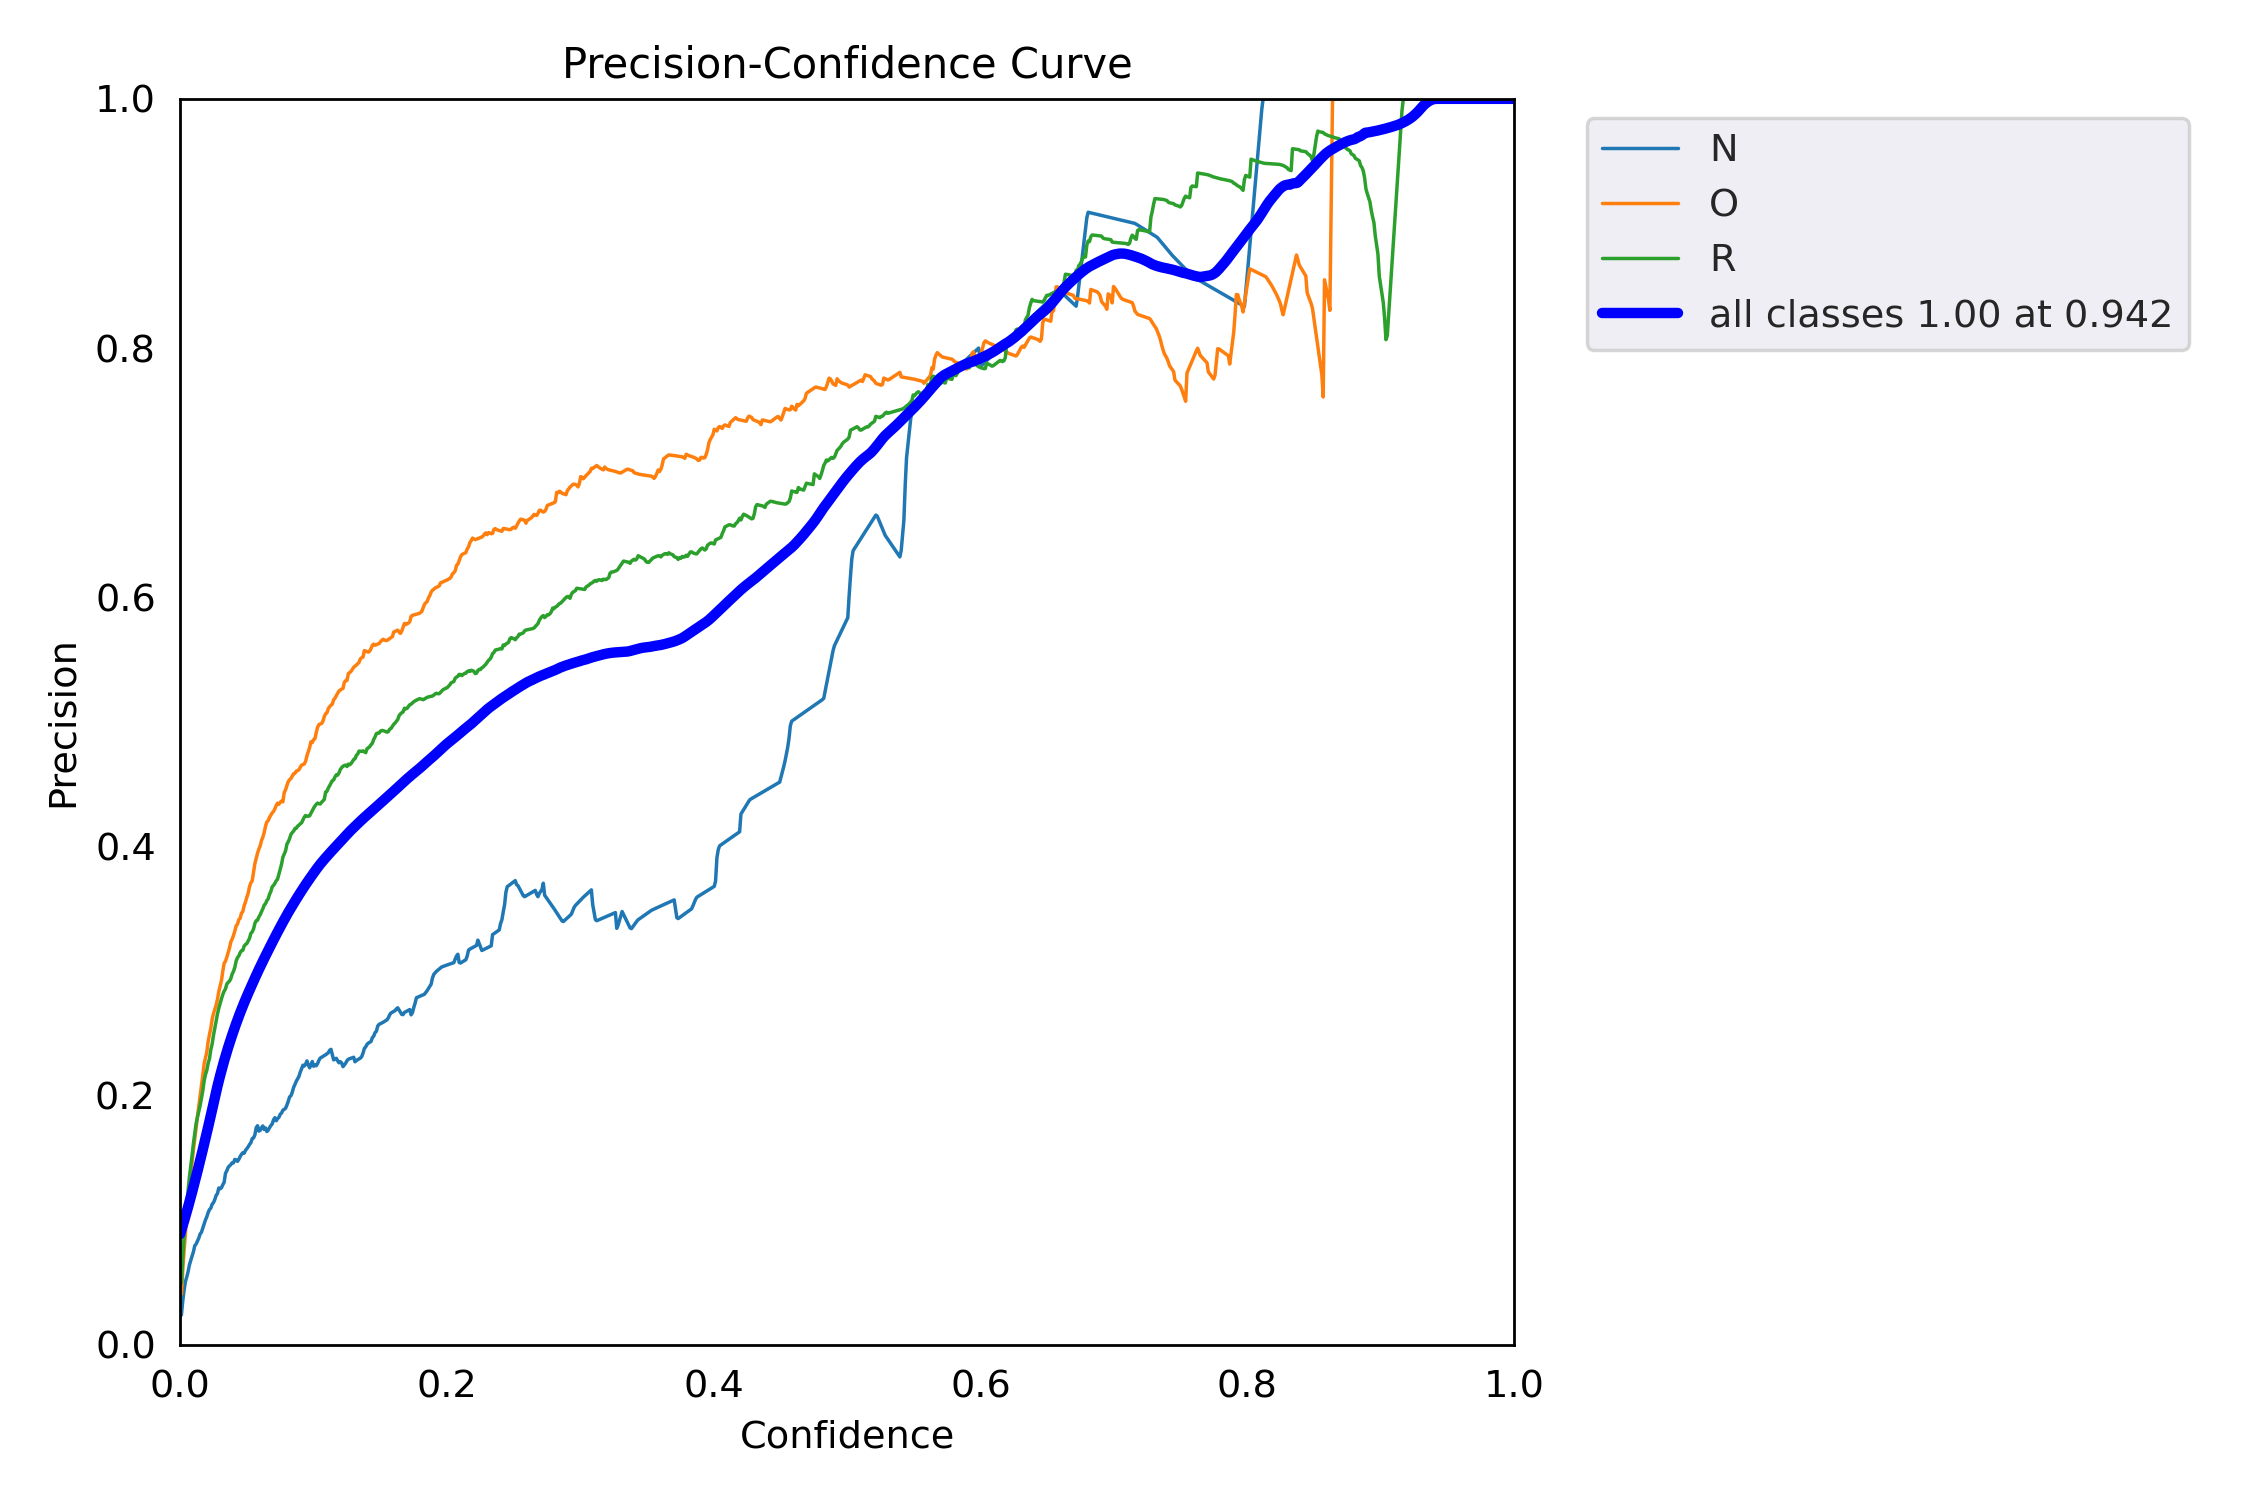 Precision-Confidence Curve
1.0
0.8
0.6
0.4
0.2
0.0
Precision
0.0 0.2 0.4 0.6 0.8 1.0
Confidence
N
O
R
all classes 1.00 at 0.942